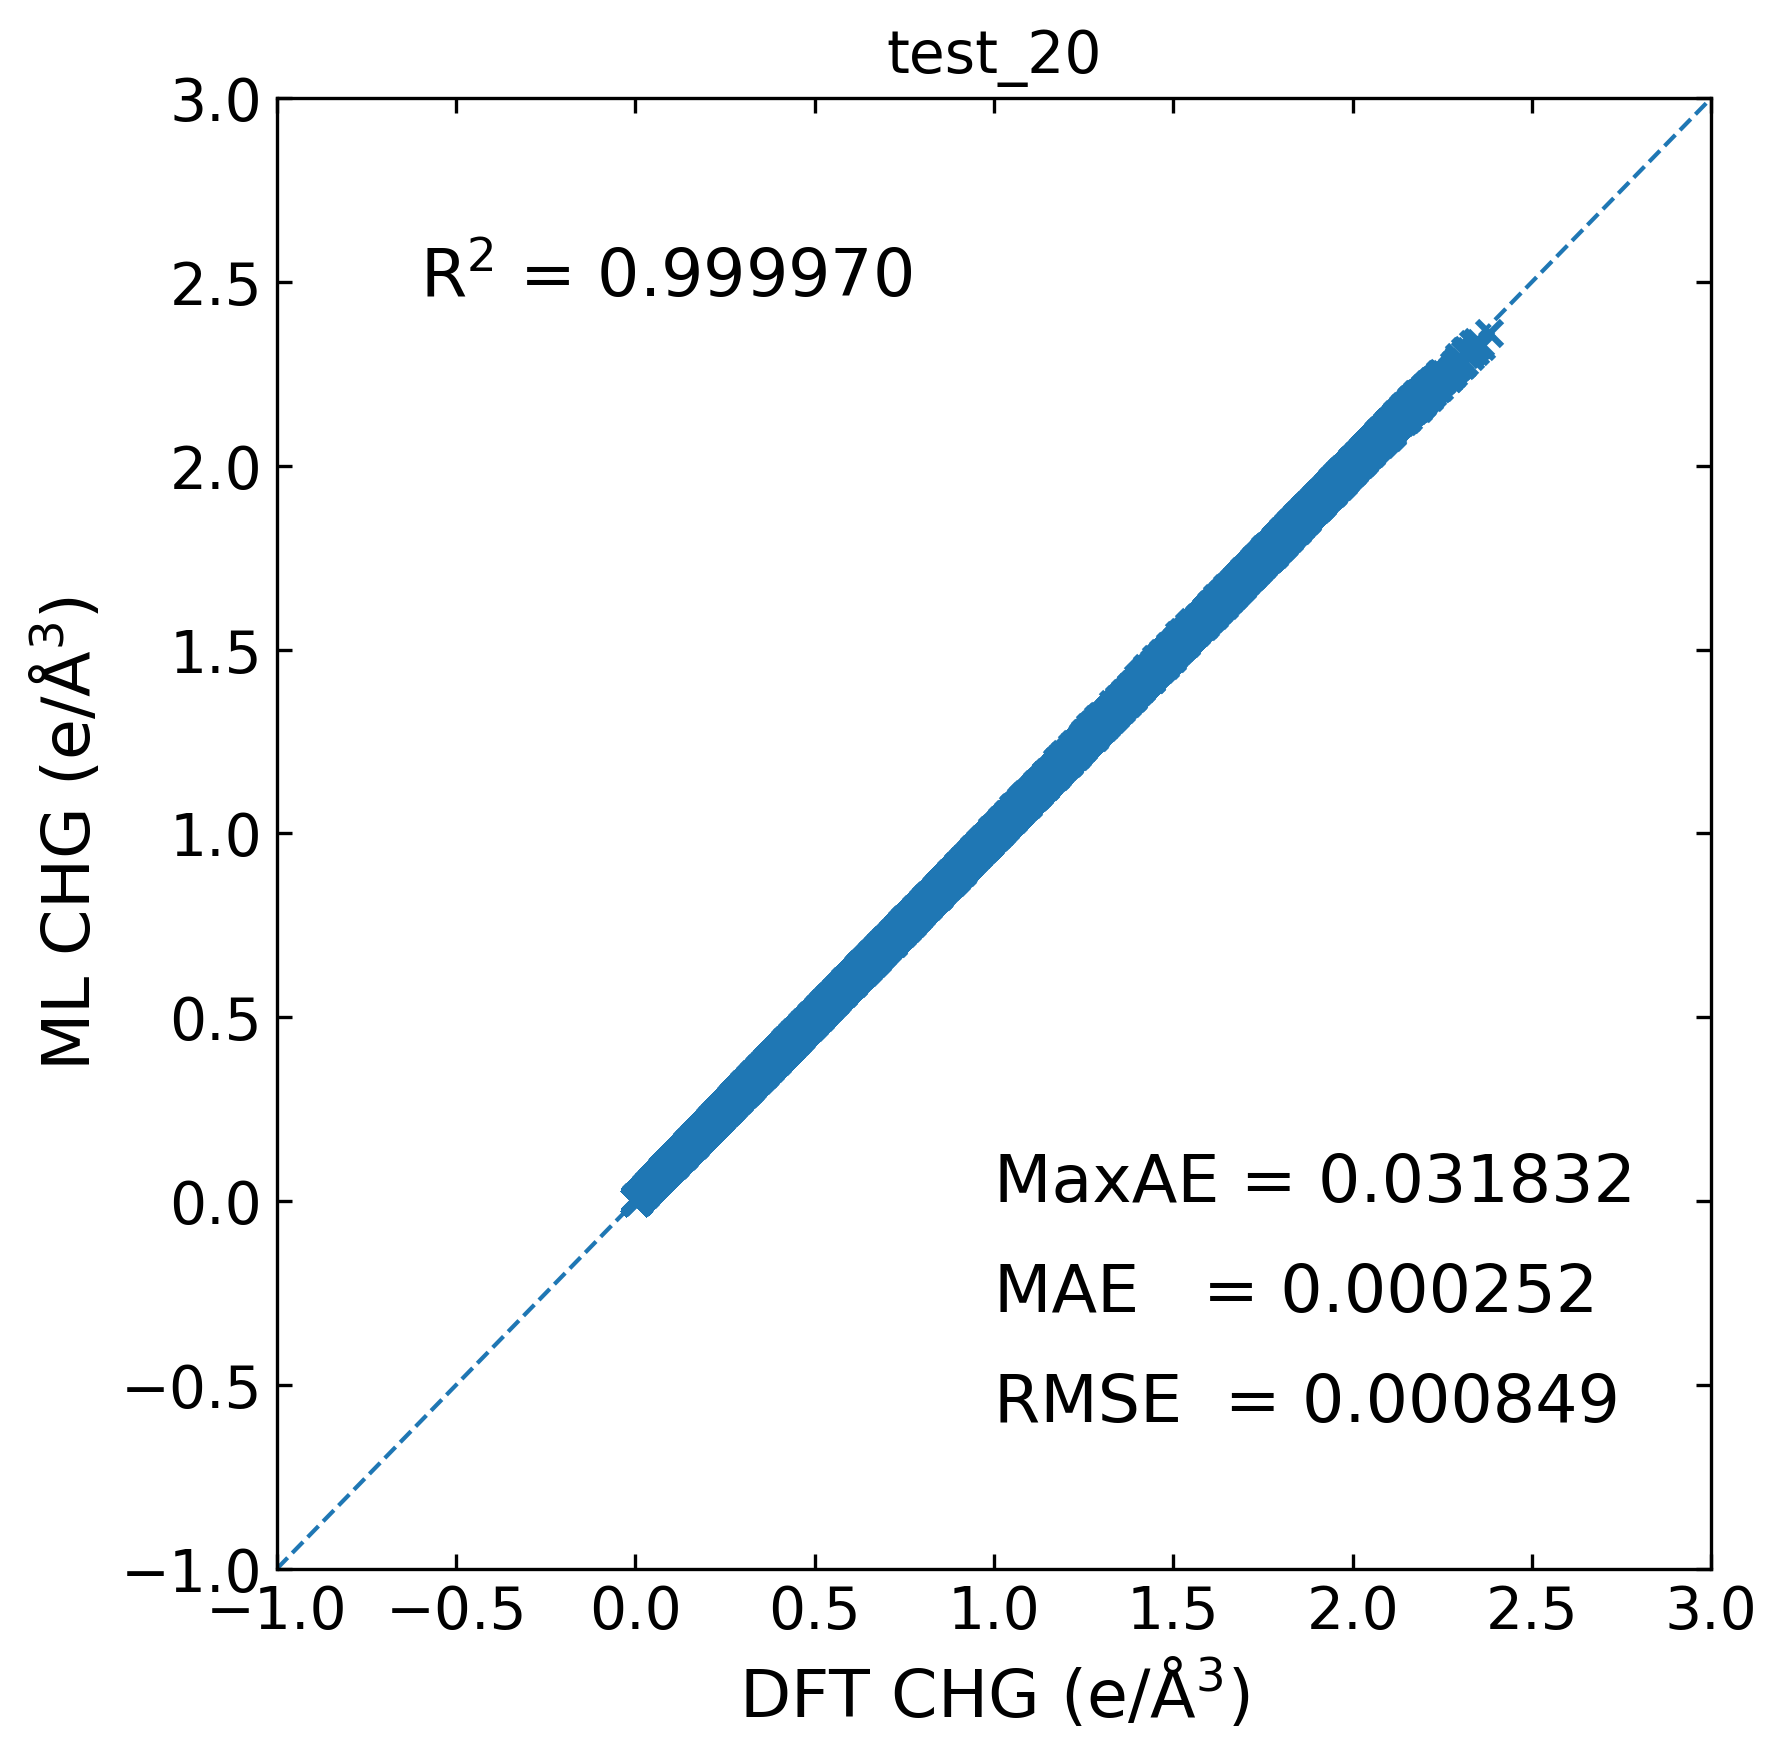 test_20
3.0
2.5
2.0
1.5
1.0
0.5
0.0
−0.5
−1.0
ML CHG (e/Å³)
R² = 0.999970
MaxAE = 0.031832
MAE = 0.000252
RMSE = 0.000849
−1.0 −0.5 0.0 0.5 1.0 1.5 2.0 2.5 3.0
DFT CHG (e/Å³)